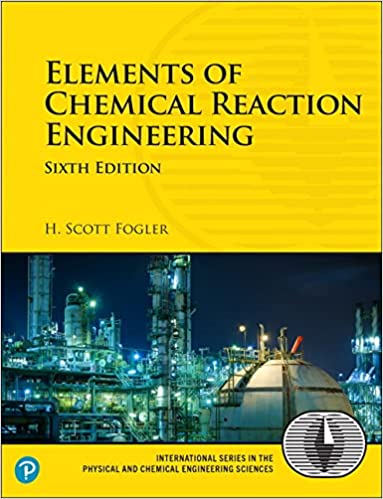 ELEMENTS OF
CHEMICAL REACTION
ENGINEERING
SIXTH EDITION
H. SCOTT FOGLER
P
INTERNATIONAL SERIES IN THE
PHYSICAL AND CHEMICAL ENGINEERING SCIENCES